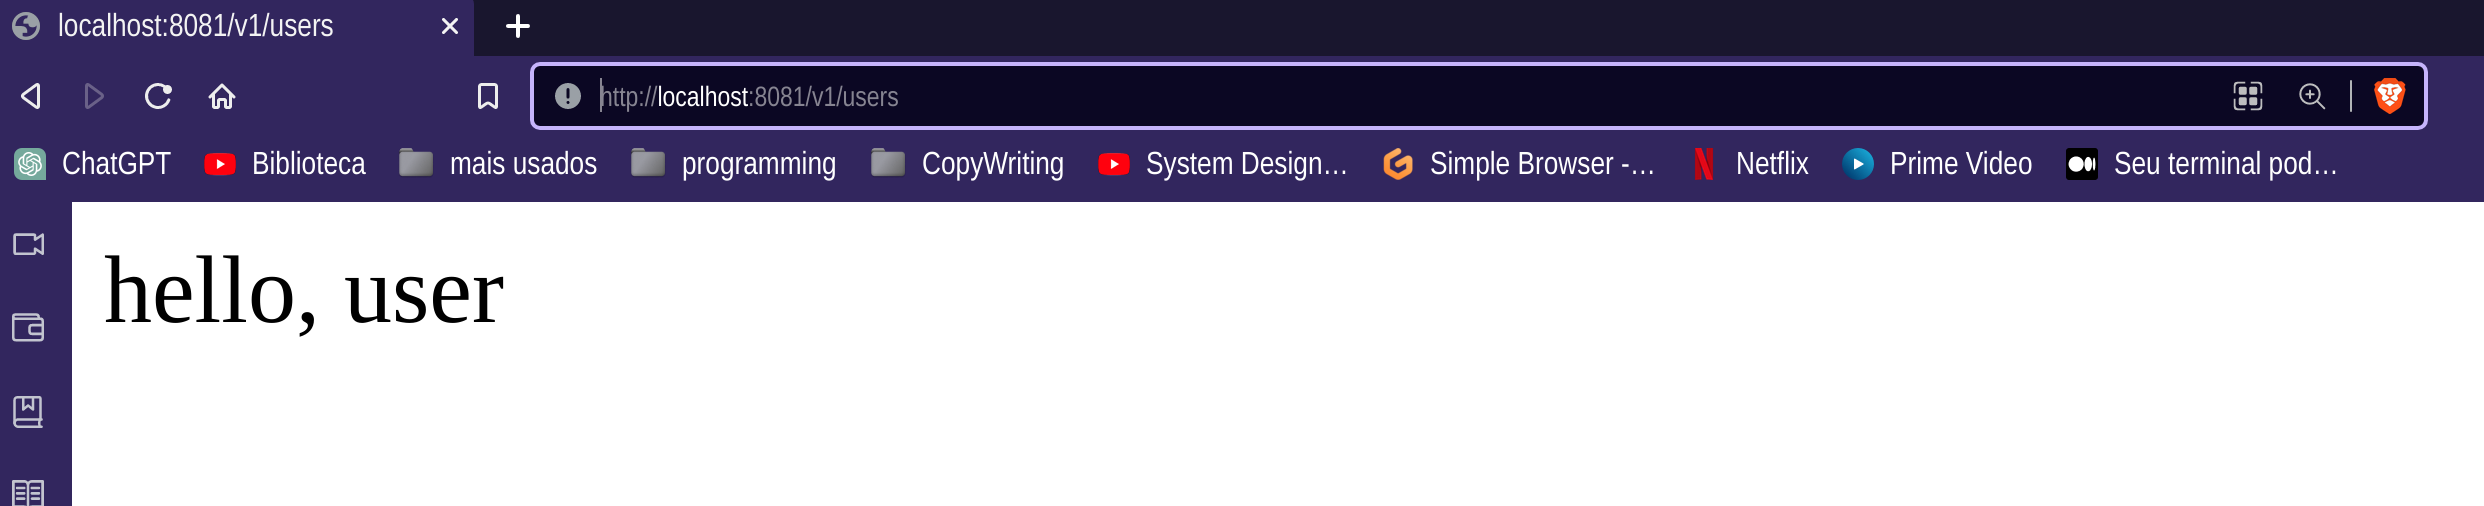 localhost:8081/v1/users
http://localhost:8081/v1/users
ChatGPT Biblioteca mais usados programming CopyWriting System Design... Simple Browser -... Netflix Prime Video Seu terminal pod...
hello, user